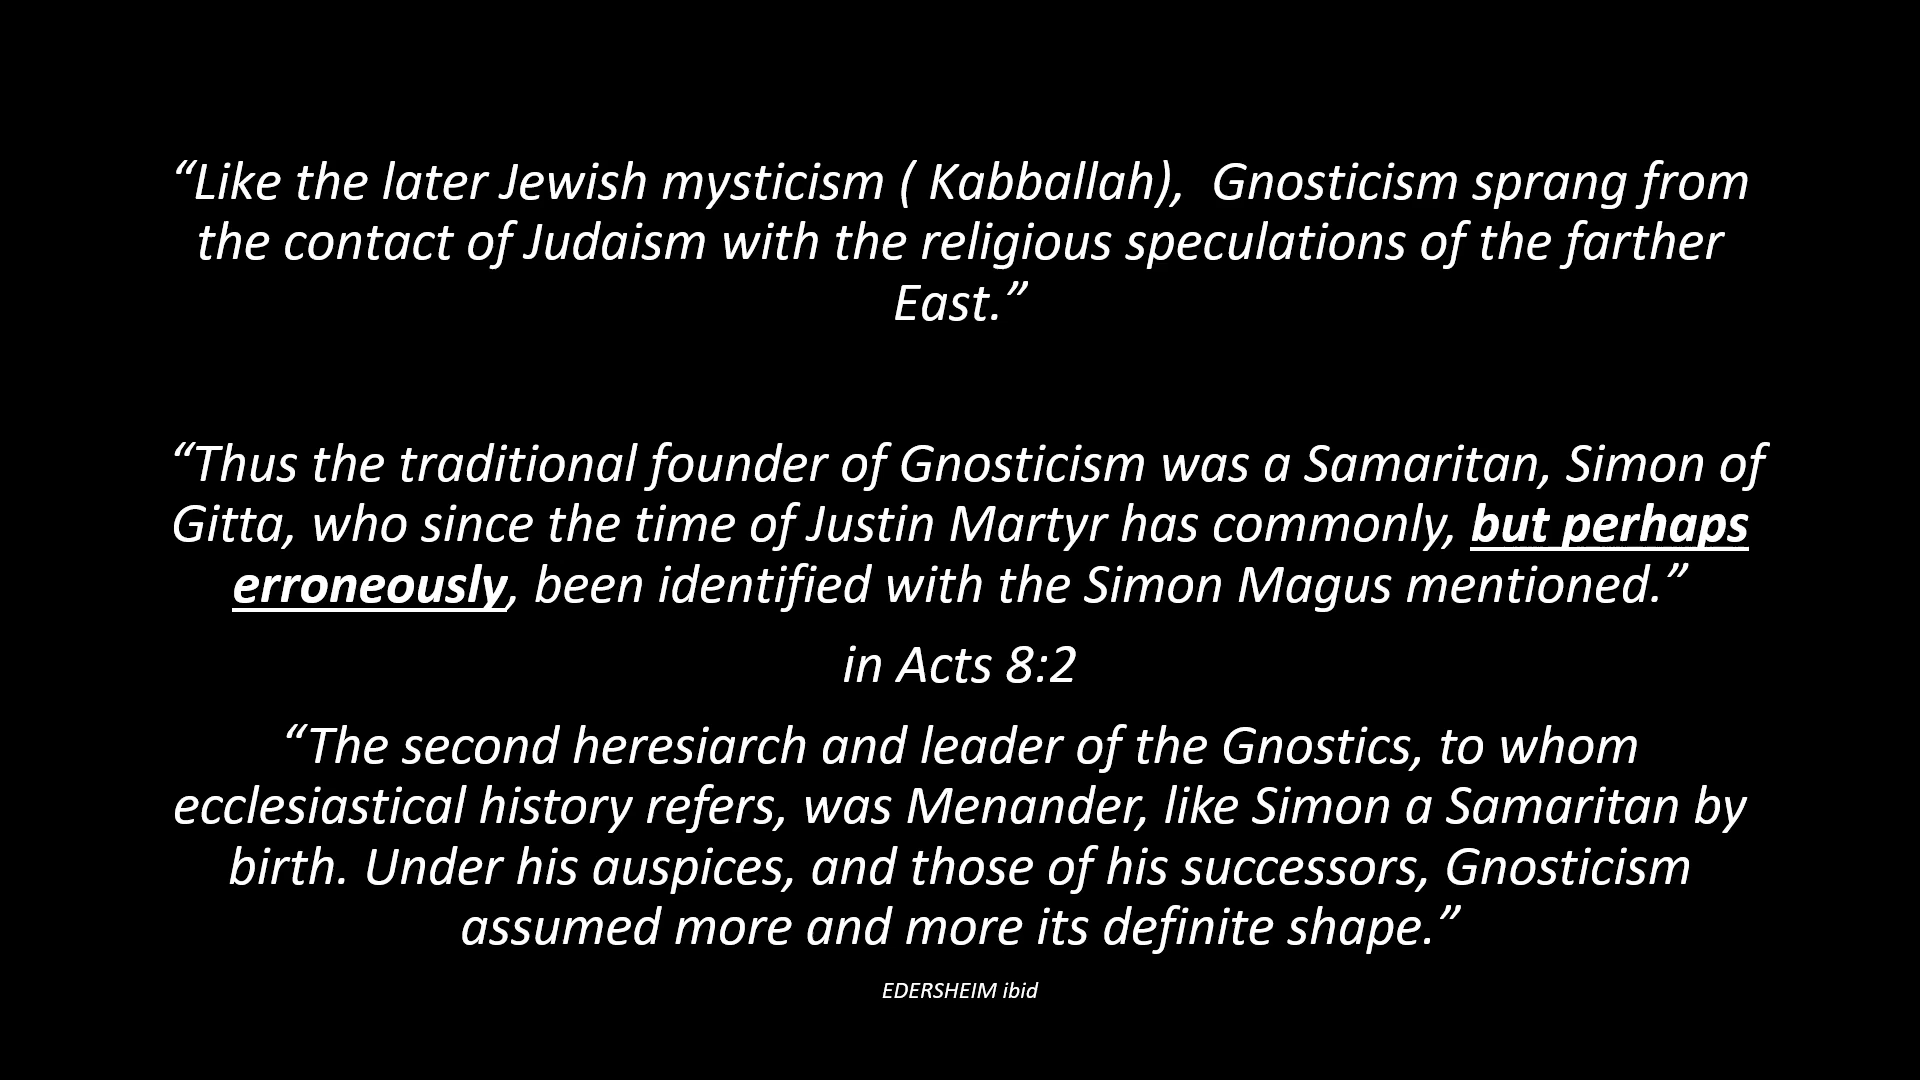 “Like the later Jewish mysticism ( Kabballah),  Gnosticism sprang from
the contact of Judaism with the religious speculations of the farther
East.”
“Thus the traditional founder of Gnosticism was a Samaritan, Simon of
Gitta, who since the time of Justin Martyr has commonly, but perhaps
erroneously, been identified with the Simon Magus mentioned.”
in Acts 8:2
“The second heresiarch and leader of the Gnostics, to whom
ecclesiastical history refers, was Menander, like Simon a Samaritan by
birth. Under his auspices, and those of his successors, Gnosticism
assumed more and more its definite shape.”
EDERSHEIM ibid